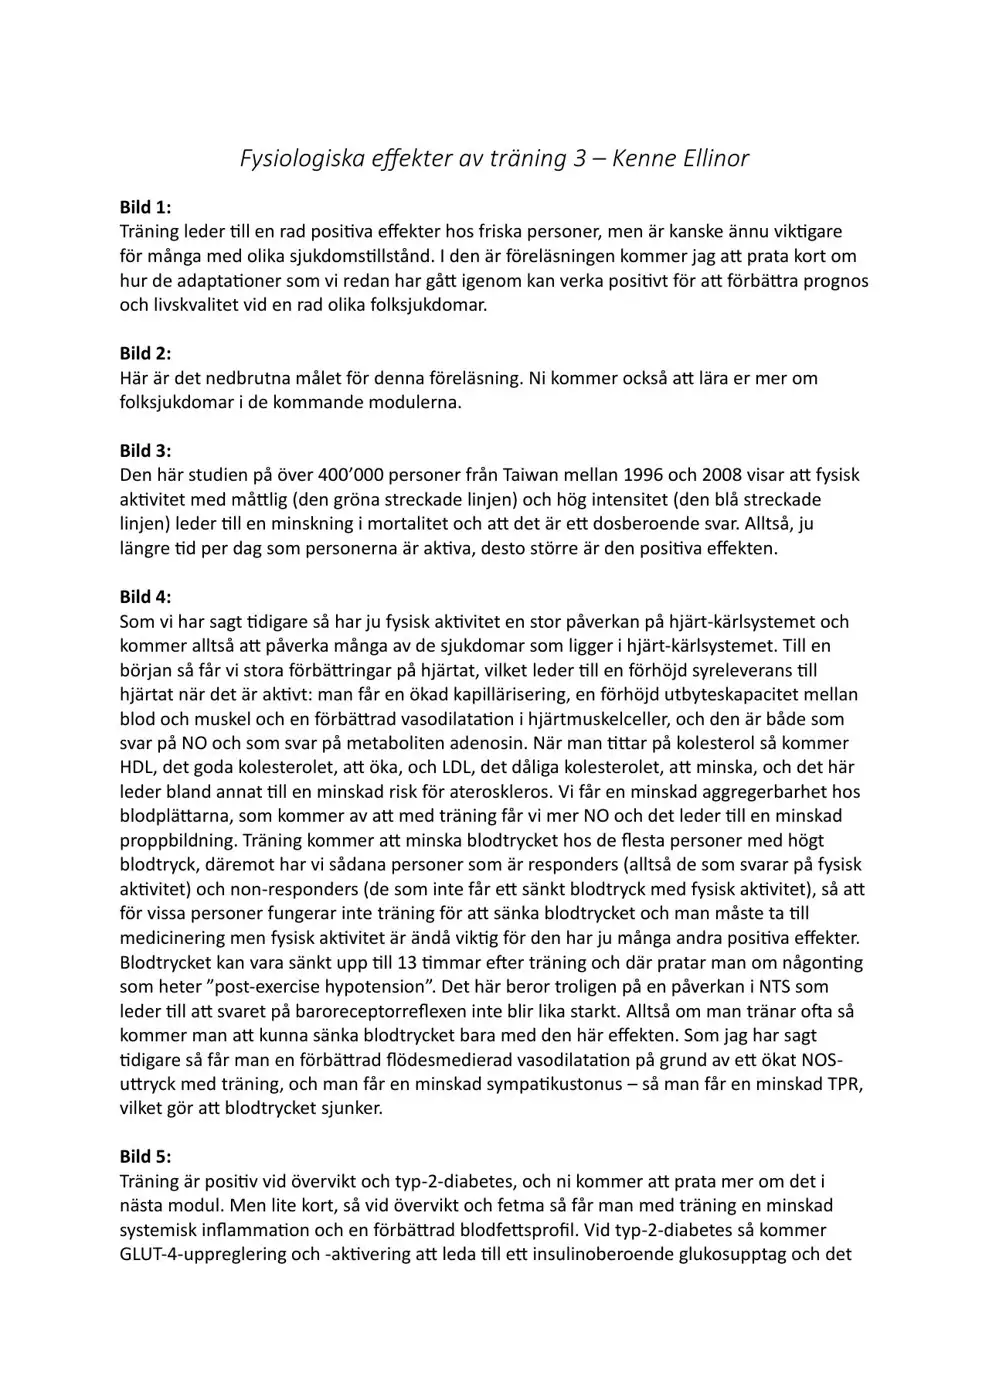 Fysiologiska effekter av träning 3 – Kenne Ellinor
Bild 1:
Träning leder till en rad positiva effekter hos friska personer, men är kanske ännu viktigare
för många med olika sjukdomstillstånd. I den är föreläsningen kommer jag att prata kort om
hur de adaptationer som vi redan har gått igenom kan verka positivt för att förbättra prognos
och livskvalitet vid en rad olika folksjukdomar.
Bild 2:
Här är det nedbrutna målet för denna föreläsning. Ni kommer också att lära er mer om
folksjukdomar i de kommande modulerna.
Bild 3:
Den här studien på över 400’000 personer från Taiwan mellan 1996 och 2008 visar att fysisk
aktivitet med måttlig (den gröna streckade linjen) och hög intensitet (den blå streckade
linjen) leder till en minskning i mortalitet och att det är ett dosberoende svar. Alltså, ju
längre tid per dag som personerna är aktiva, desto större är den positiva effekten.
Bild 4:
Som vi har sagt tidigare så har ju fysisk aktivitet en stor påverkan på hjärt-kärlsystemet och
kommer alltså att påverka många av de sjukdomar som ligger i hjärt-kärlsystemet. Till en
början så får vi stora förbättringar på hjärtat, vilket leder till en förhöjd syreleverans till
hjärtat när det är aktivt: man får en ökad kapillärisering, en förhöjd utbyteskapacitet mellan
blod och muskel och en förbättrad vasodilatation i hjärtmuskelceller, och den är både som
svar på NO och som svar på metaboliten adenosin. När man tittar på kolesterol så kommer
HDL, det goda kolesterolet, att öka, och LDL, det dåliga kolesterolet, att minska, och det här
leder bland annat till en minskad risk för ateroskleros. Vi får en minskad aggregerbarhet hos
blodplättarna, som kommer av att med träning får vi mer NO och det leder till en minskad
proppbildning. Träning kommer att minska blodtrycket hos de flesta personer med högt
blodtryck, däremot har vi sådana personer som är responders (alltså de som svarar på fysisk
aktivitet) och non-responders (de som inte får ett sänkt blodtryck med fysisk aktivitet), så att
för vissa personer fungerar inte träning för att sänka blodtrycket och man måste ta till
medicinering men fysisk aktivitet är ändå viktig för den har ju många andra positiva effekter.
Blodtrycket kan vara sänkt upp till 13 timmar efter träning och där pratar man om någonting
som heter ”post-exercise hypotension”. Det här beror troligen på en påverkan i NTS som
leder till att svaret på baroreceptorreflexen inte blir lika starkt. Alltså om man tränar ofta så
kommer man att kunna sänka blodtrycket bara med den här effekten. Som jag har sagt
tidigare så får man en förbättrad flödesmedierad vasodilatation på grund av ett ökat NOS-
uttryck med träning, och man får en minskad sympatikustonus – så man får en minskad TPR,
vilket gör att blodtrycket sjunker.
Bild 5:
Träning är positiv vid övervikt och typ-2-diabetes, och ni kommer att prata mer om det i
nästa modul. Men lite kort, så vid övervikt och fetma så får man med träning en minskad
systemisk inflammation och en förbättrad blodfettsprofil. Vid typ-2-diabetes så kommer
GLUT-4-uppreglering och -aktivering att leda till ett insulinoberoende glukosupptag och det